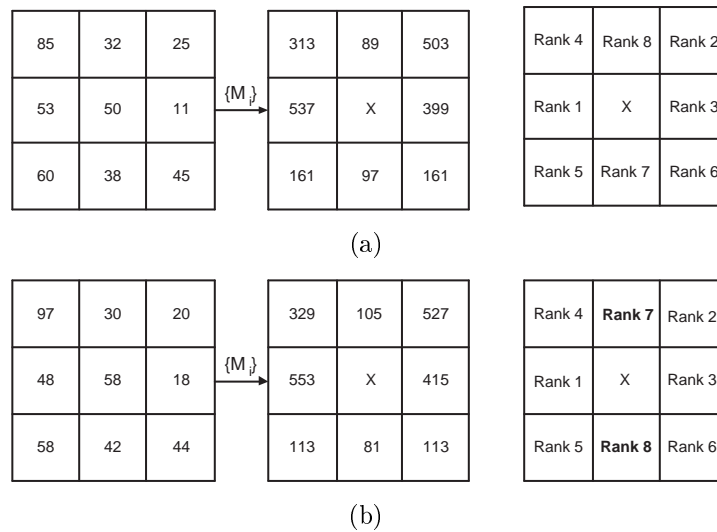 85 32 25 313 89 503 Rank 4 Rank 8 Rank 2
{M_i}
53 50 11 537 X 399 Rank 1 X Rank 3
60 38 45 161 97 161 Rank 5 Rank 7 Rank 6
(a)
97 30 20 329 105 527 Rank 4 Rank 7 Rank 2
{M_i}
48 58 18 553 X 415 Rank 1 X Rank 3
58 42 44 113 81 113 Rank 5 Rank 8 Rank 6
(b)